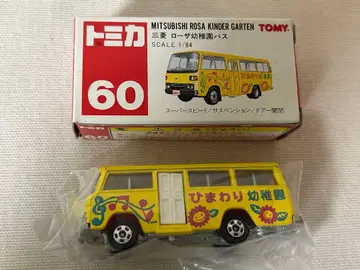 トミカ
60
MITSUBISHI ROSA KINDER GARTEN
TOMY
三菱 ローザ幼稚園バス
SCALE 1/84
スーパースピード/サスペンション/ドアー開閉
ひまわり 幼稚園